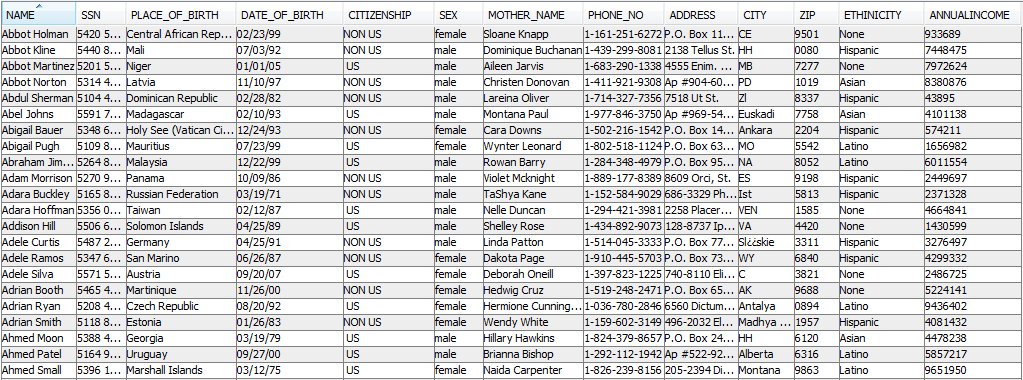 NAME SSN PLACE_OF_BIRTH DATE_OF_BIRTH CITIZENSHIP SEX MOTHER_NAME PHONE_NO ADDRESS CITY ZIP ETHINICITY ANNUALINCOME
Abbot Holman 5420 5... Central African Rep... 02/23/99 NON US female Sloane Knapp 1-161-251-6272 P.O. Box 11... CE 9501 None 933689
Abbot Kline 5440 8... Mali 07/03/92 NON US male Dominique Buchanan 1-439-299-8081 2138 Tellus St. HH 0080 Hispanic 7448475
Abbot Martinez 5201 5... Niger 01/01/05 US male Aileen Jarvis 1-683-290-1338 4555 Enim. ... MB 7277 None 7972624
Abbot Norton 5314 4... Latvia 11/10/97 NON US male Christen Donovan 1-411-921-9308 Ap #904-60... PD 1019 Asian 8380876
Abdul Sherman 5104 4... Dominican Republic 02/28/82 NON US male Lareina Oliver 1-714-327-7356 7518 Ut St. ZI 8337 Hispanic 43895
Abel Johns 5591 7... Madagascar 02/10/93 US male Montana Paul 1-977-846-3750 Ap #969-54... Euskadi 7758 Asian 4101138
Abigail Bauer 5348 6... Holy See (Vatican Ci... 12/24/93 NON US female Cara Downs 1-502-216-1542 P.O. Box 14... Ankara 2204 Hispanic 574211
Abigail Pugh 5109 8... Mauritius 07/23/99 US female Wynter Leonard 1-802-518-1124 P.O. Box 63... MO 5542 Latino 1656982
Abraham Jim... 5264 8... Malaysia 12/22/99 US male Rowan Barry 1-284-348-4979 P.O. Box 95... NA 8052 Latino 6011554
Adam Morrison 5270 9... Panama 10/09/86 US male Violet Mcknight 1-889-177-8389 8609 Orci, St. ES 9198 Hispanic 2449697
Adara Buckley 5165 8... Russian Federation 03/19/71 NON US male TaShya Kane 1-152-584-9029 686-3329 Ph... Ist 5813 Hispanic 2371328
Adara Hoffman 5356 0... Taiwan 02/12/87 US male Nelle Duncan 1-294-421-3981 2258 Placer... VEN 1585 None 4664841
Addison Hill 5506 6... Solomon Islands 04/25/89 US male Shelley Rose 1-434-892-9073 128-8737 Ip... VA 4420 None 1430599
Adele Curtis 5487 2... Germany 04/25/91 NON US male Linda Patton 1-514-045-3333 P.O. Box 77... Sl¿¿skie 3311 Hispanic 3276497
Adele Ramos 5347 6... San Marino 06/26/87 NON US female Dakota Page 1-910-445-5703 P.O. Box 73... WY 6840 Hispanic 4299332
Adele Silva 5571 5... Austria 09/20/07 US female Deborah Oneill 1-397-823-1225 740-8110 Eli... C 3821 None 2486725
Adrian Booth 5465 4... Martinique 11/26/00 NON US female Hedwig Cruz 1-519-248-2471 P.O. Box 65... AK 9688 None 5224141
Adrian Ryan 5208 4... Czech Republic 08/20/92 US female Hermione Cunning... 1-036-780-2846 6560 Dictum... Antalya 0894 Latino 9436402
Adrian Smith 5118 8... Estonia 01/26/83 NON US female Wendy White 1-159-602-3149 496-2032 El... Madhya ... 1957 Hispanic 4081432
Ahmed Moon 5388 4... Georgia 03/19/79 US male Hillary Hawkins 1-824-379-8657 P.O. Box 24... HH 6120 Asian 4478238
Ahmed Patel 5164 9... Uruguay 09/27/00 US male Brianna Bishop 1-292-112-1942 Ap #522-92... Alberta 6316 Latino 5857217
Ahmed Small 5396 1... Marshall Islands 03/12/75 US male Naida Carpenter 1-826-239-8156 205-2394 Di... Montana 9863 Latino 9651950